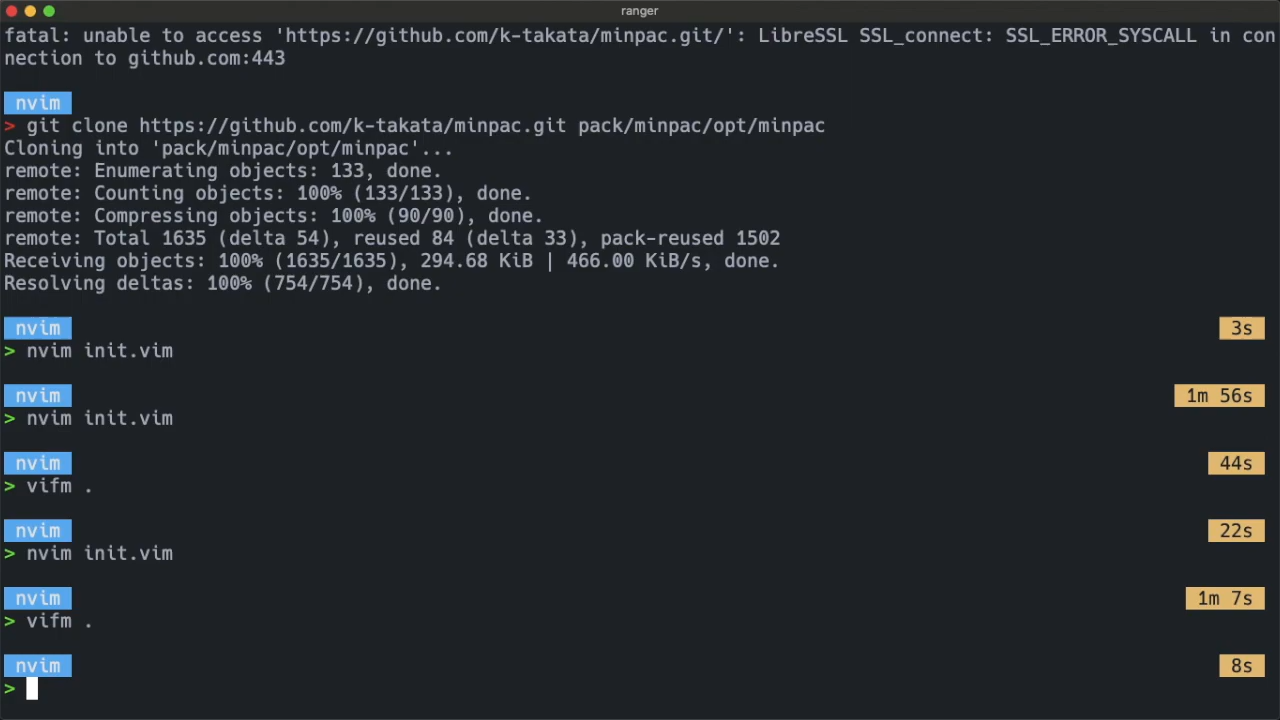 ranger
fatal: unable to access 'https://github.com/k-takata/minpac.git/': LibreSSL SSL_connect: SSL_ERROR_SYSCALL in con
nection to github.com:443
nvim
> git clone https://github.com/k-takata/minpac.git pack/minpac/opt/minpac
Cloning into 'pack/minpac/opt/minpac'...
remote: Enumerating objects: 133, done.
remote: Counting objects: 100% (133/133), done.
remote: Compressing objects: 100% (90/90), done.
remote: Total 1635 (delta 54), reused 84 (delta 33), pack-reused 1502
Receiving objects: 100% (1635/1635), 294.68 KiB | 466.00 KiB/s, done.
Resolving deltas: 100% (754/754), done.
nvim 3s
> nvim init.vim
nvim 1m 56s
> nvim init.vim
nvim 44s
> vifm .
nvim 22s
> nvim init.vim
nvim 1m 7s
> vifm .
nvim 8s
>